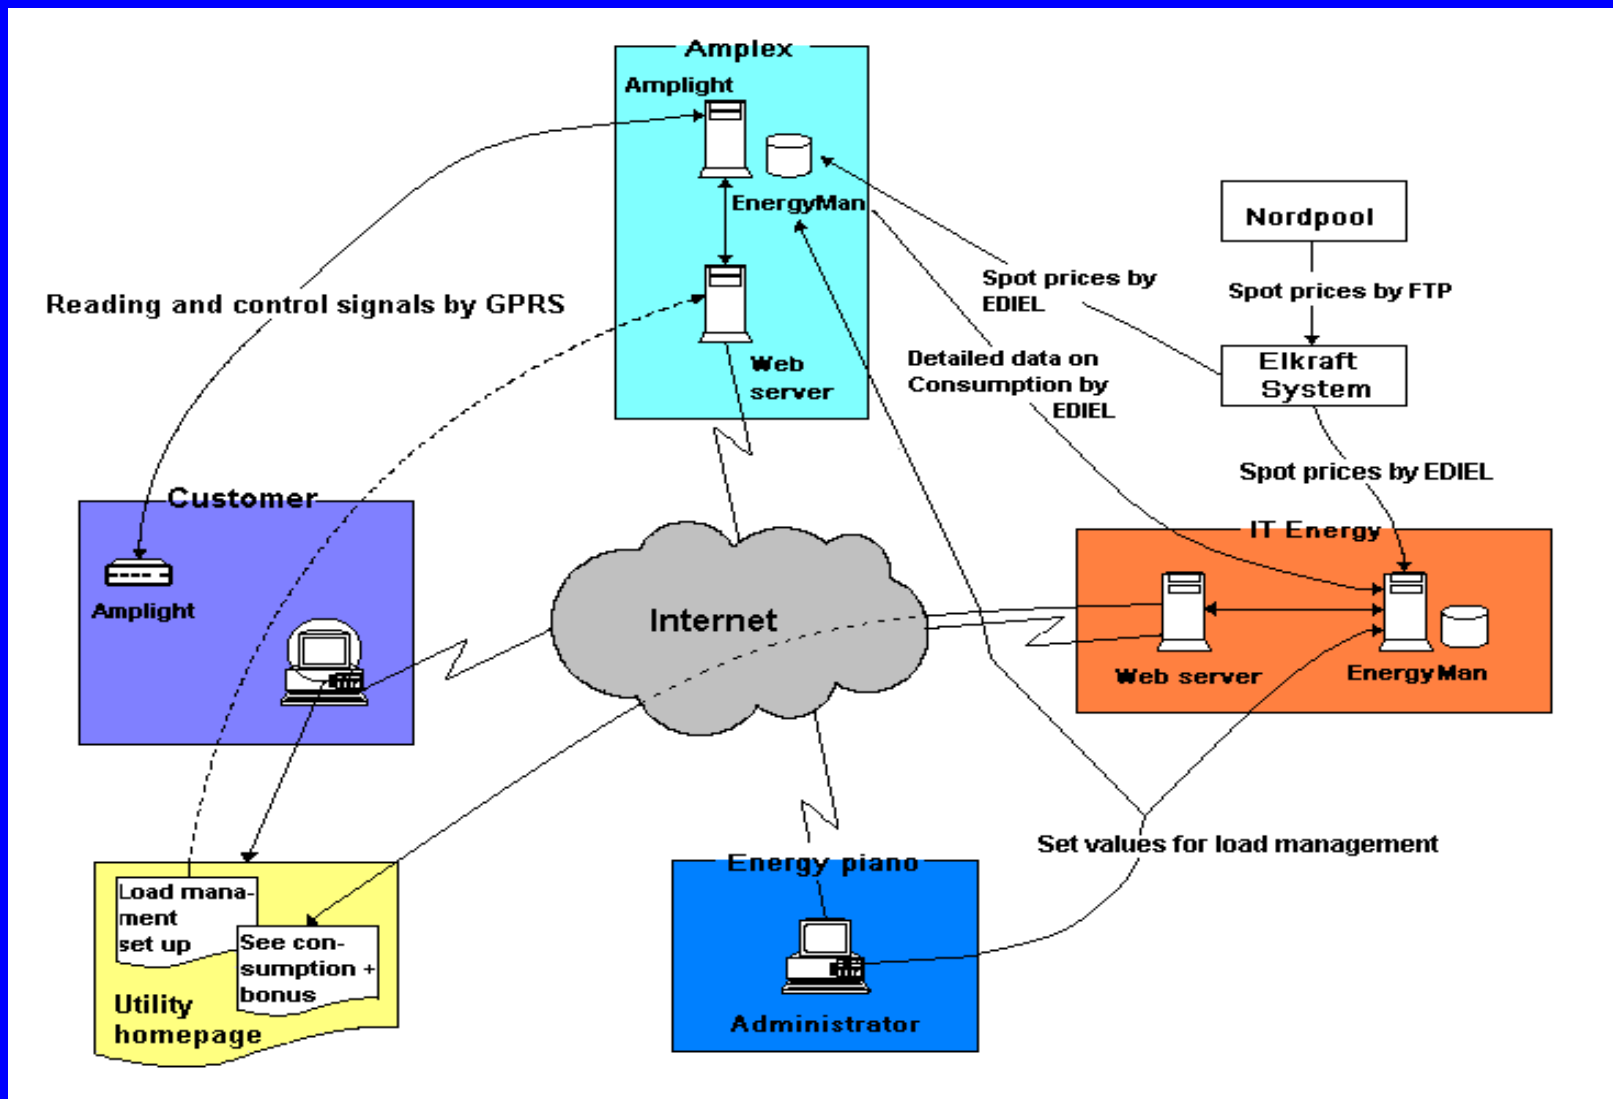 Amplex
Amplight
EnergyMan
Web
server
Nordpool
Spot prices by FTP
Elkraft
System
Spot prices by
EDIEL
Detailed data on
Consumption by
EDIEL
Spot prices by EDIEL
Reading and control signals by GPRS
Customer
Amplight
Internet
IT Energy
Web server
EnergyMan
Set values for load management
Energy piano
Administrator
Load mana-
ment
set up
See con-
sumption +
bonus
Utility
homepage